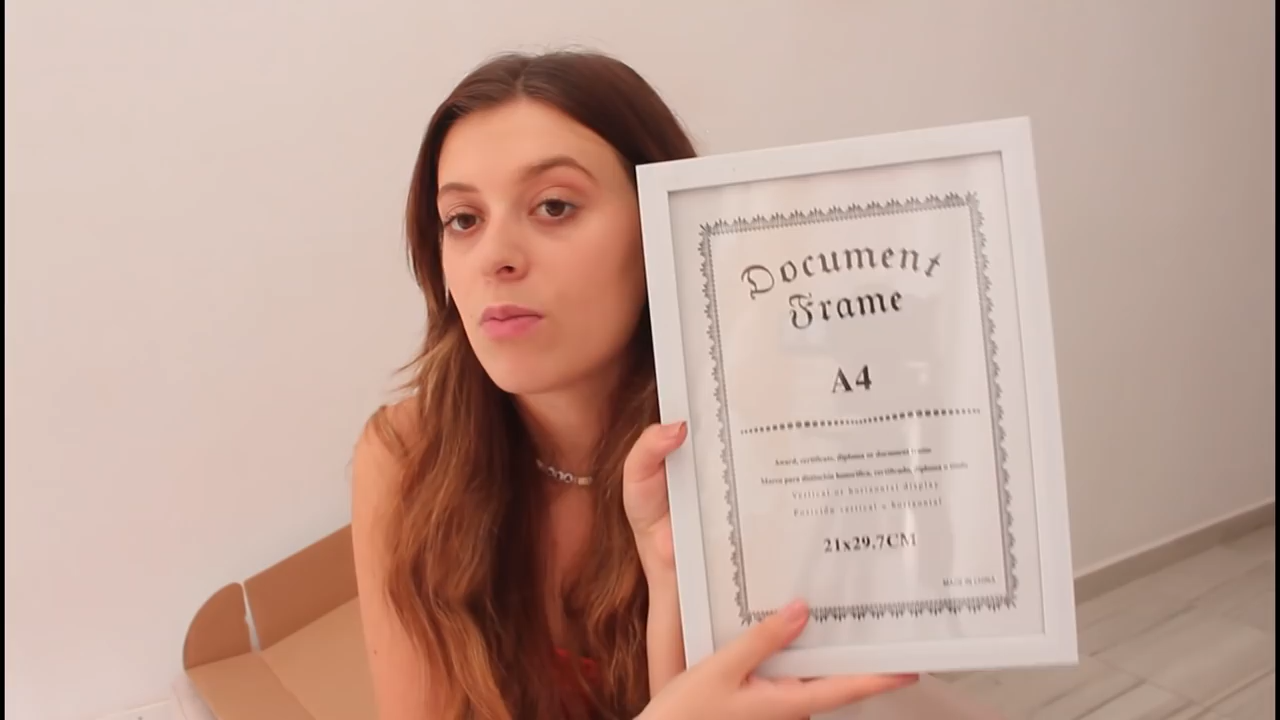 Document
Frame
A4
Award, certificate, diploma or document frame
Marco para distinción honorífica, certificado, diploma o título
Vertical or horizontal display
Posición vertical u horizontal
21x29.7CM
MADE IN CHINA